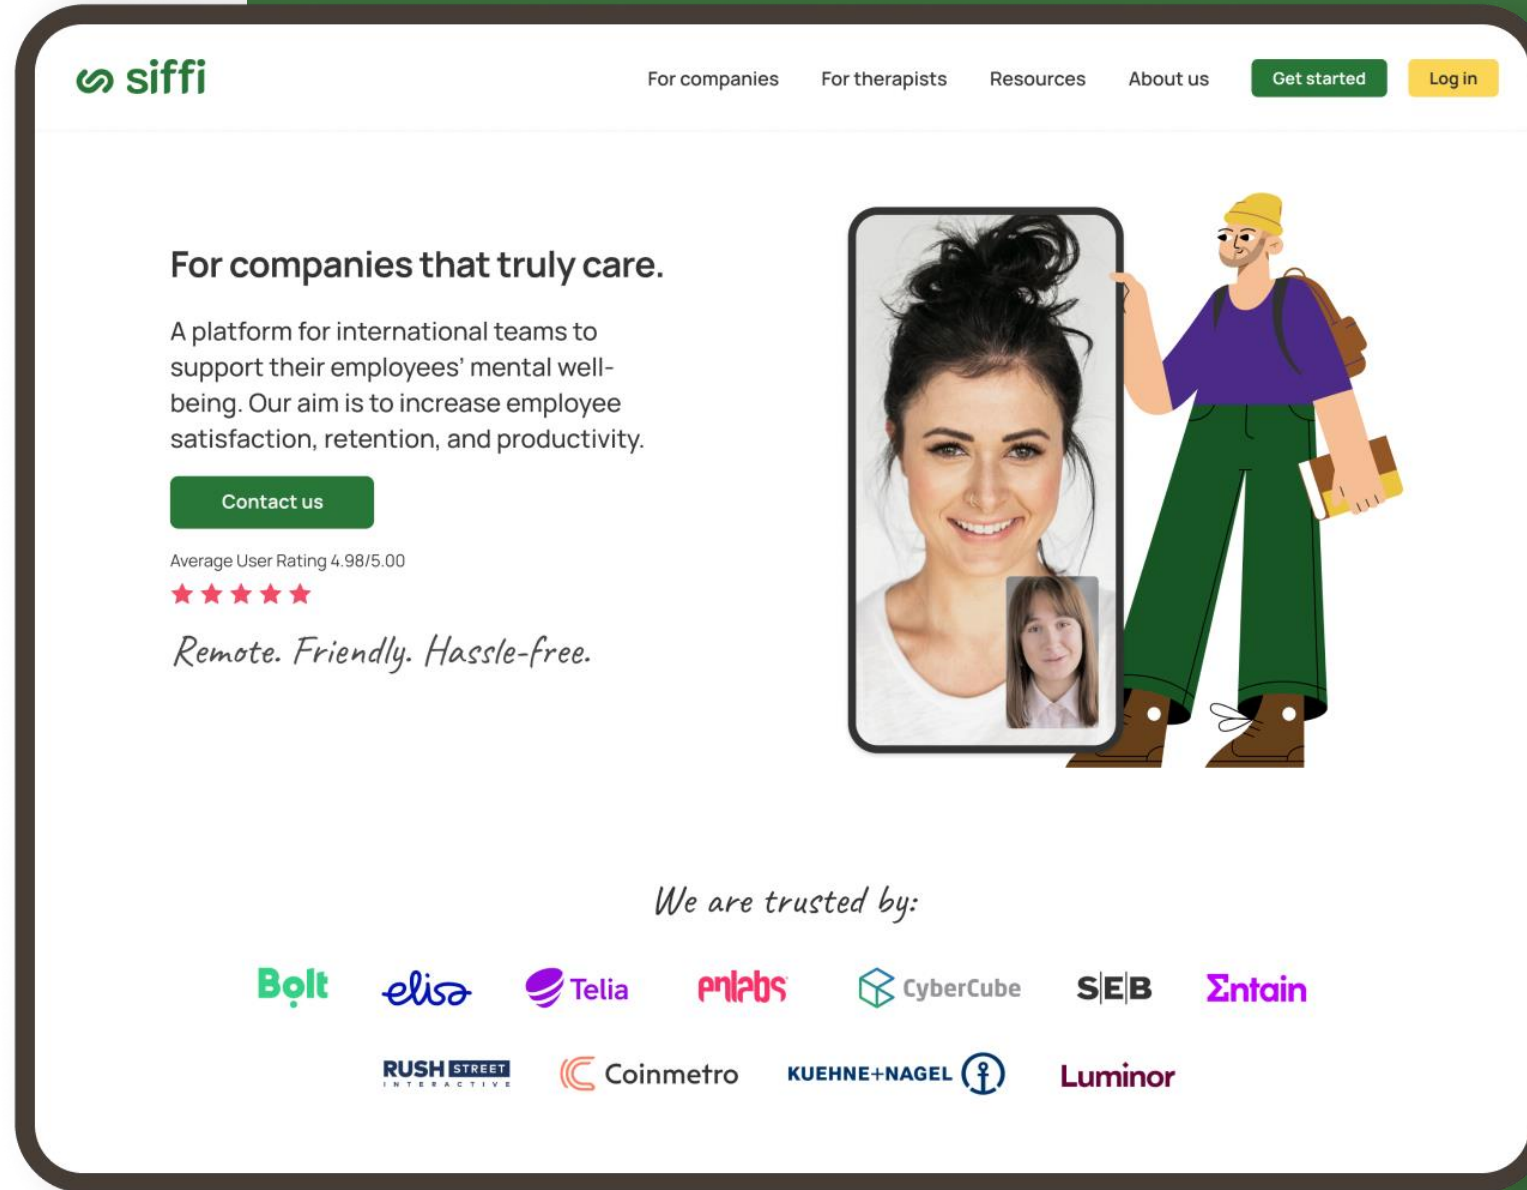 siffi
For companies For therapists Resources About us Get started Log in
For companies that truly care.
A platform for international teams to
support their employees’ mental well-
being. Our aim is to increase employee
satisfaction, retention, and productivity.
Contact us
Average User Rating 4.98/5.00
Remote. Friendly. Hassle-free.
We are trusted by:
Bolt elisa Telia enlabs CyberCube S|E|B Entain
RUSH STREET
INTERACTIVE
Coinmetro KUEHNE+NAGEL Luminor